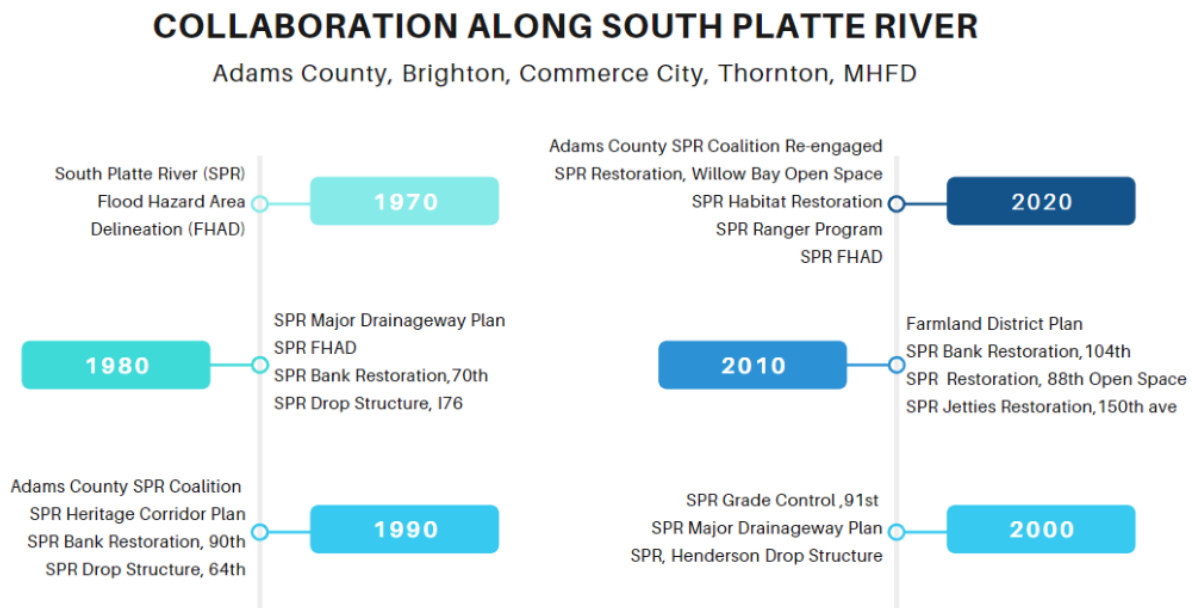 COLLABORATION ALONG SOUTH PLATTE RIVER
Adams County, Brighton, Commerce City, Thornton, MHFD
South Platte River (SPR)
Flood Hazard Area
Delineation (FHAD)
1970
1980
SPR Major Drainageway Plan
SPR FHAD
SPR Bank Restoration,70th
SPR Drop Structure, I76
Adams County SPR Coalition
SPR Heritage Corridor Plan
SPR Bank Restoration, 90th
SPR Drop Structure, 64th
1990
Adams County SPR Coalition Re-engaged
SPR Restoration, Willow Bay Open Space
SPR Habitat Restoration
SPR Ranger Program
SPR FHAD
2020
2010
Farmland District Plan
SPR Bank Restoration,104th
SPR  Restoration, 88th Open Space
SPR Jetties Restoration,150th ave
SPR Grade Control ,91st
SPR Major Drainageway Plan
SPR, Henderson Drop Structure
2000